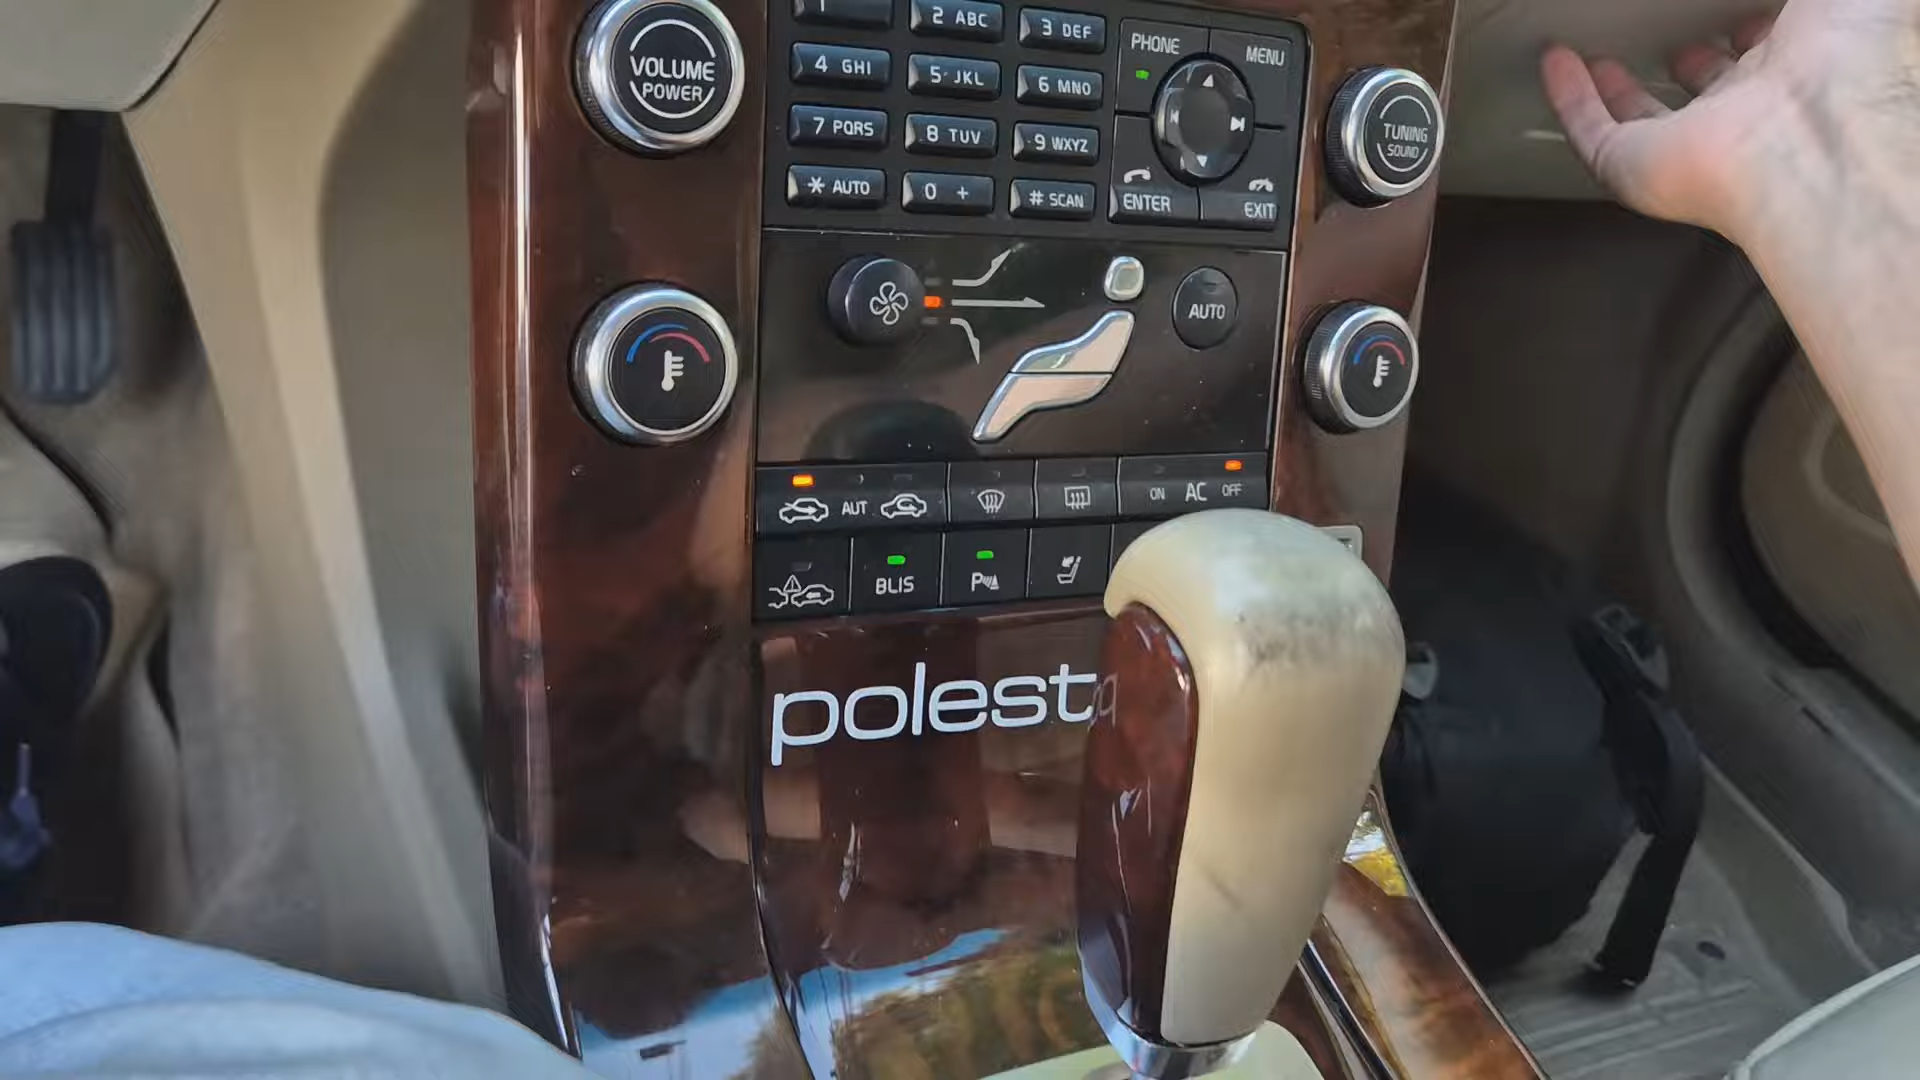 1
2 ABC
3 DEF
PHONE
MENU
VOLUME
POWER
4 GHI
5 JKL
6 MNO
7 PQRS
8 TUV
9 WXYZ
TUNING
SOUND
* AUTO
0 +
# SCAN
ENTER
EXIT
AUTO
AUT
ON AC OFF
BLIS
P
polest